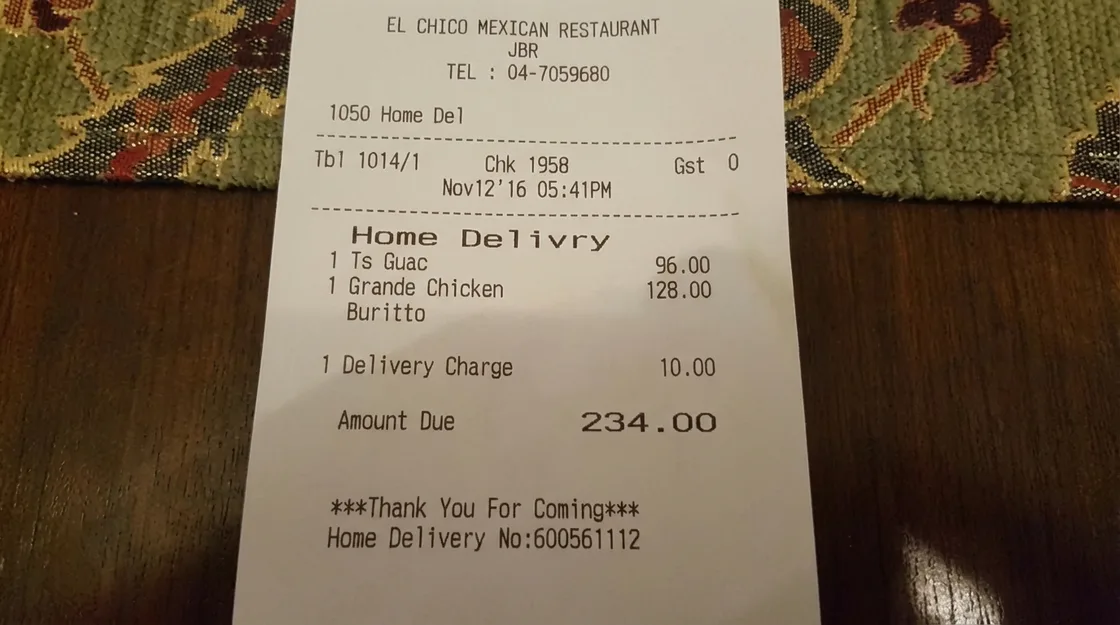 EL CHICO MEXICAN RESTAURANT
JBR
TEL : 04-7059680
1050 Home Del
Tbl 1014/1 Chk 1958 Gst 0
Nov12'16 05:41PM
Home Delivry
1 Ts Guac 96.00
1 Grande Chicken 128.00
Buritto
1 Delivery Charge 10.00
Amount Due 234.00
***Thank You For Coming***
Home Delivery No:600561112